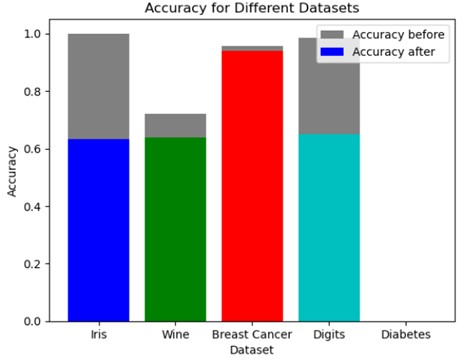 Accuracy for Different Datasets
Accuracy before
Accuracy after
1.0
0.8
0.6
0.4
0.2
0.0
Accuracy
Iris Wine Breast Cancer Digits Diabetes
Dataset